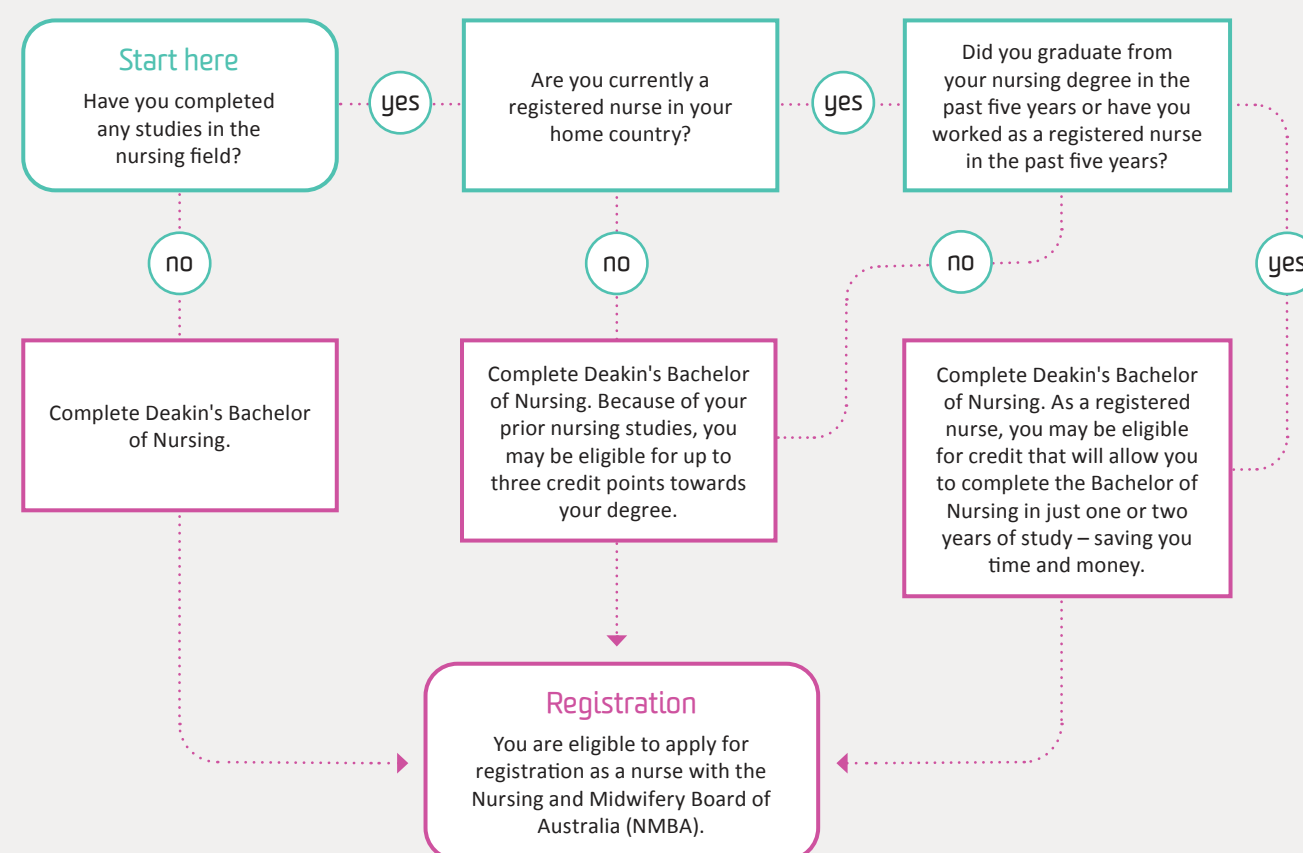 Start here
Have you completed
any studies in the
nursing field?
yes
Are you currently a
registered nurse in your
home country?
yes
Did you graduate from
your nursing degree in the
past five years or have you
worked as a registered nurse
in the past five years?
no
no
no
yes
Complete Deakin's Bachelor
of Nursing.
Complete Deakin's Bachelor
of Nursing. Because of your
prior nursing studies, you
may be eligible for up to
three credit points towards
your degree.
Complete Deakin's Bachelor
of Nursing. As a registered
nurse, you may be eligible
for credit that will allow you
to complete the Bachelor of
Nursing in just one or two
years of study – saving you
time and money.
Registration
You are eligible to apply for
registration as a nurse with the
Nursing and Midwifery Board of
Australia (NMBA).